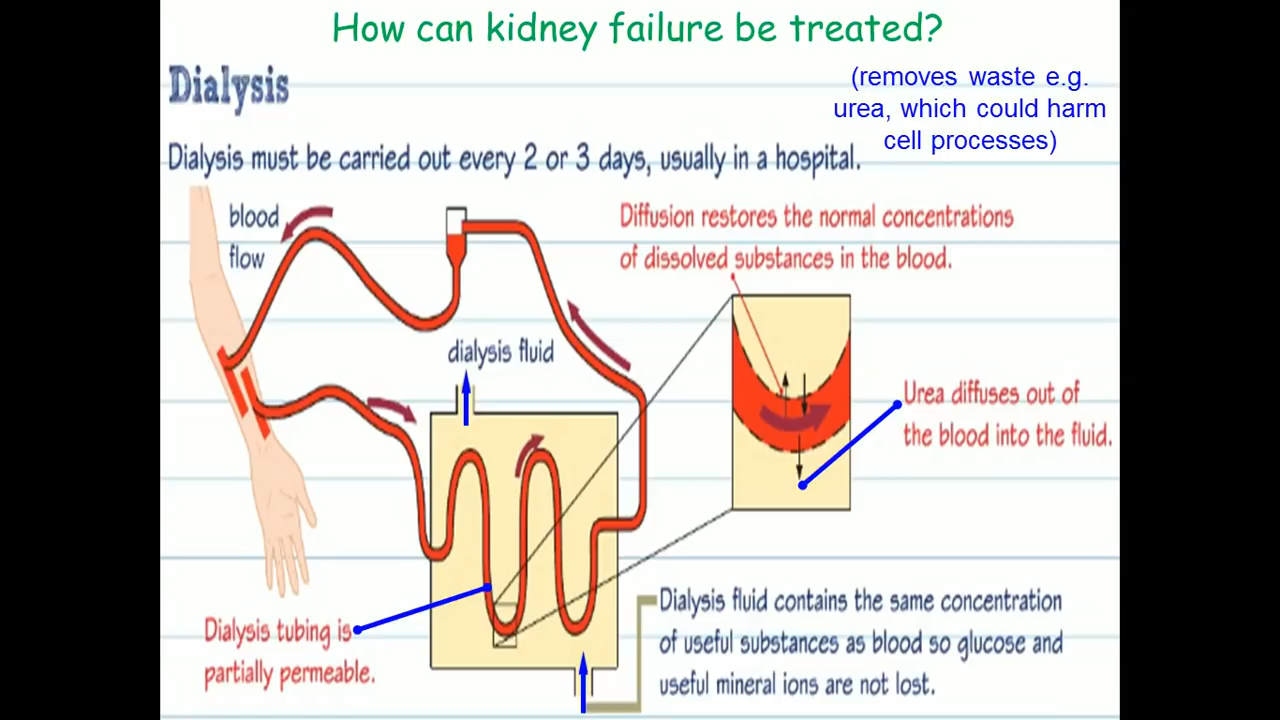 How can kidney failure be treated?
Dialysis
(removes waste e.g.
urea, which could harm
cell processes)
Dialysis must be carried out every 2 or 3 days, usually in a hospital.
blood
flow
Diffusion restores the normal concentrations
of dissolved substances in the blood.
dialysis fluid
Urea diffuses out of
the blood into the fluid.
Dialysis tubing is
partially permeable.
Dialysis fluid contains the same concentration
of useful substances as blood so glucose and
useful mineral ions are not lost.